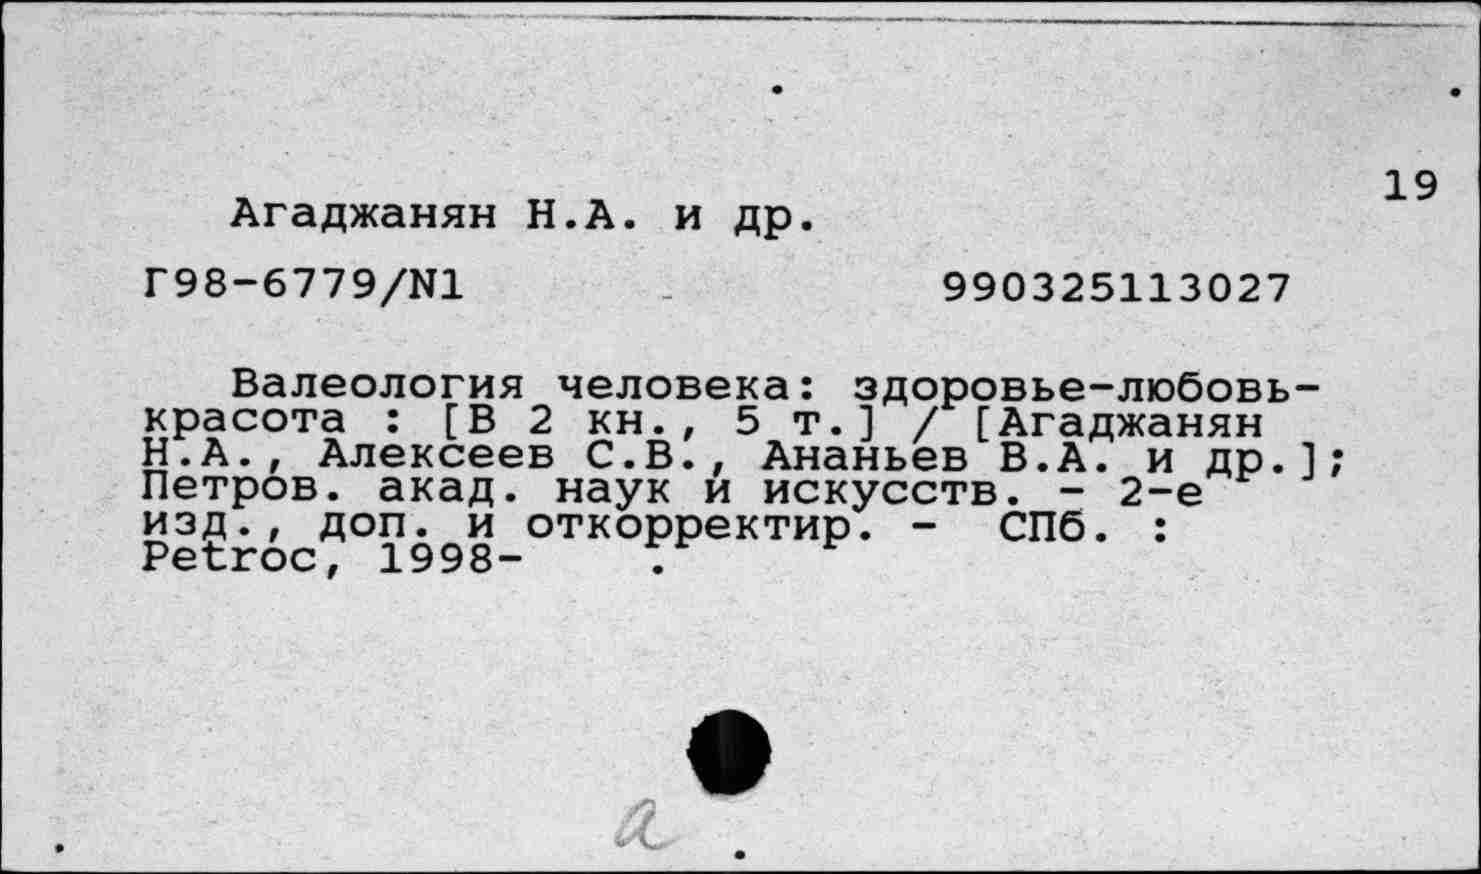 19
Агаджанян Н.А. и др.
Г98-6779/N1 990325113027
Валеология человека: здоровье-любовь-
красота : [В 2 кн., 5 т.] / [Агаджанян
Н.А., Алексеев С.В., Ананьев В.А. и др.];
Петров. акад. наук и искусств. - 2-е
изд., доп. и откорректир. - СПб. :
Petroc, 1998- .
а